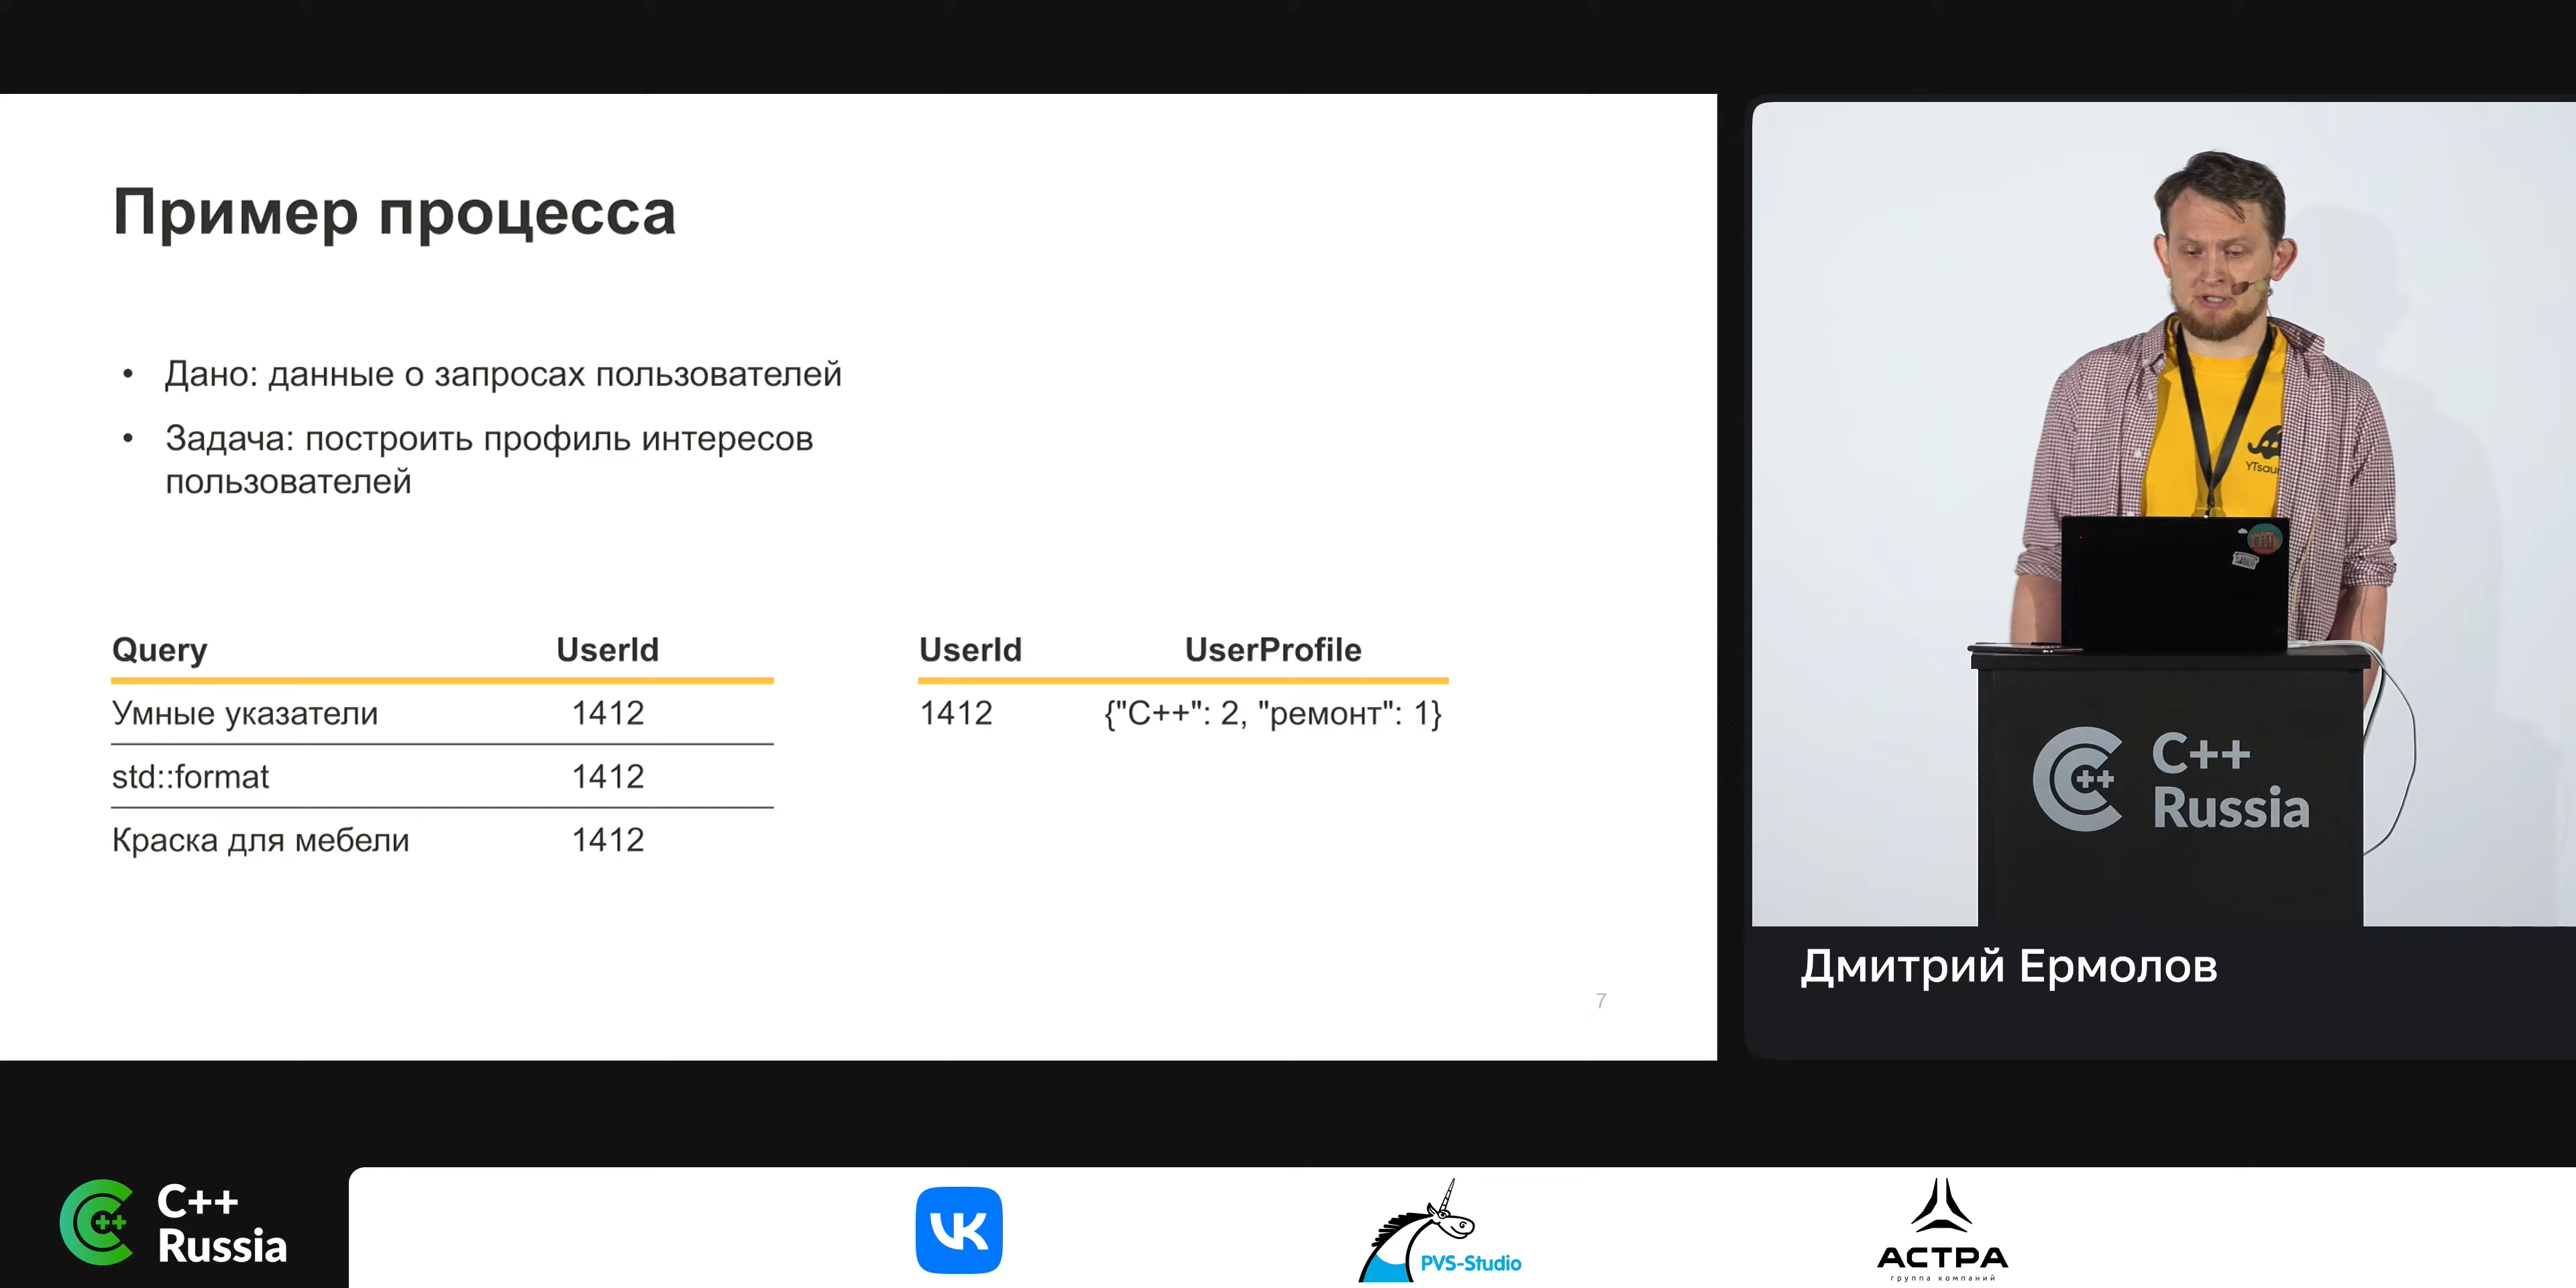 Пример процесса
• Дано: данные о запросах пользователей
• Задача: построить профиль интересов
пользователей
Query UserId
Умные указатели 1412
std::format 1412
Краска для мебели 1412
UserId UserProfile
1412 {"C++": 2, "ремонт": 1}
7
YTsau
C++
Russia
Дмитрий Ермолов
C++
Russia
VK
PVS-Studio
АСТРА
группа компаний